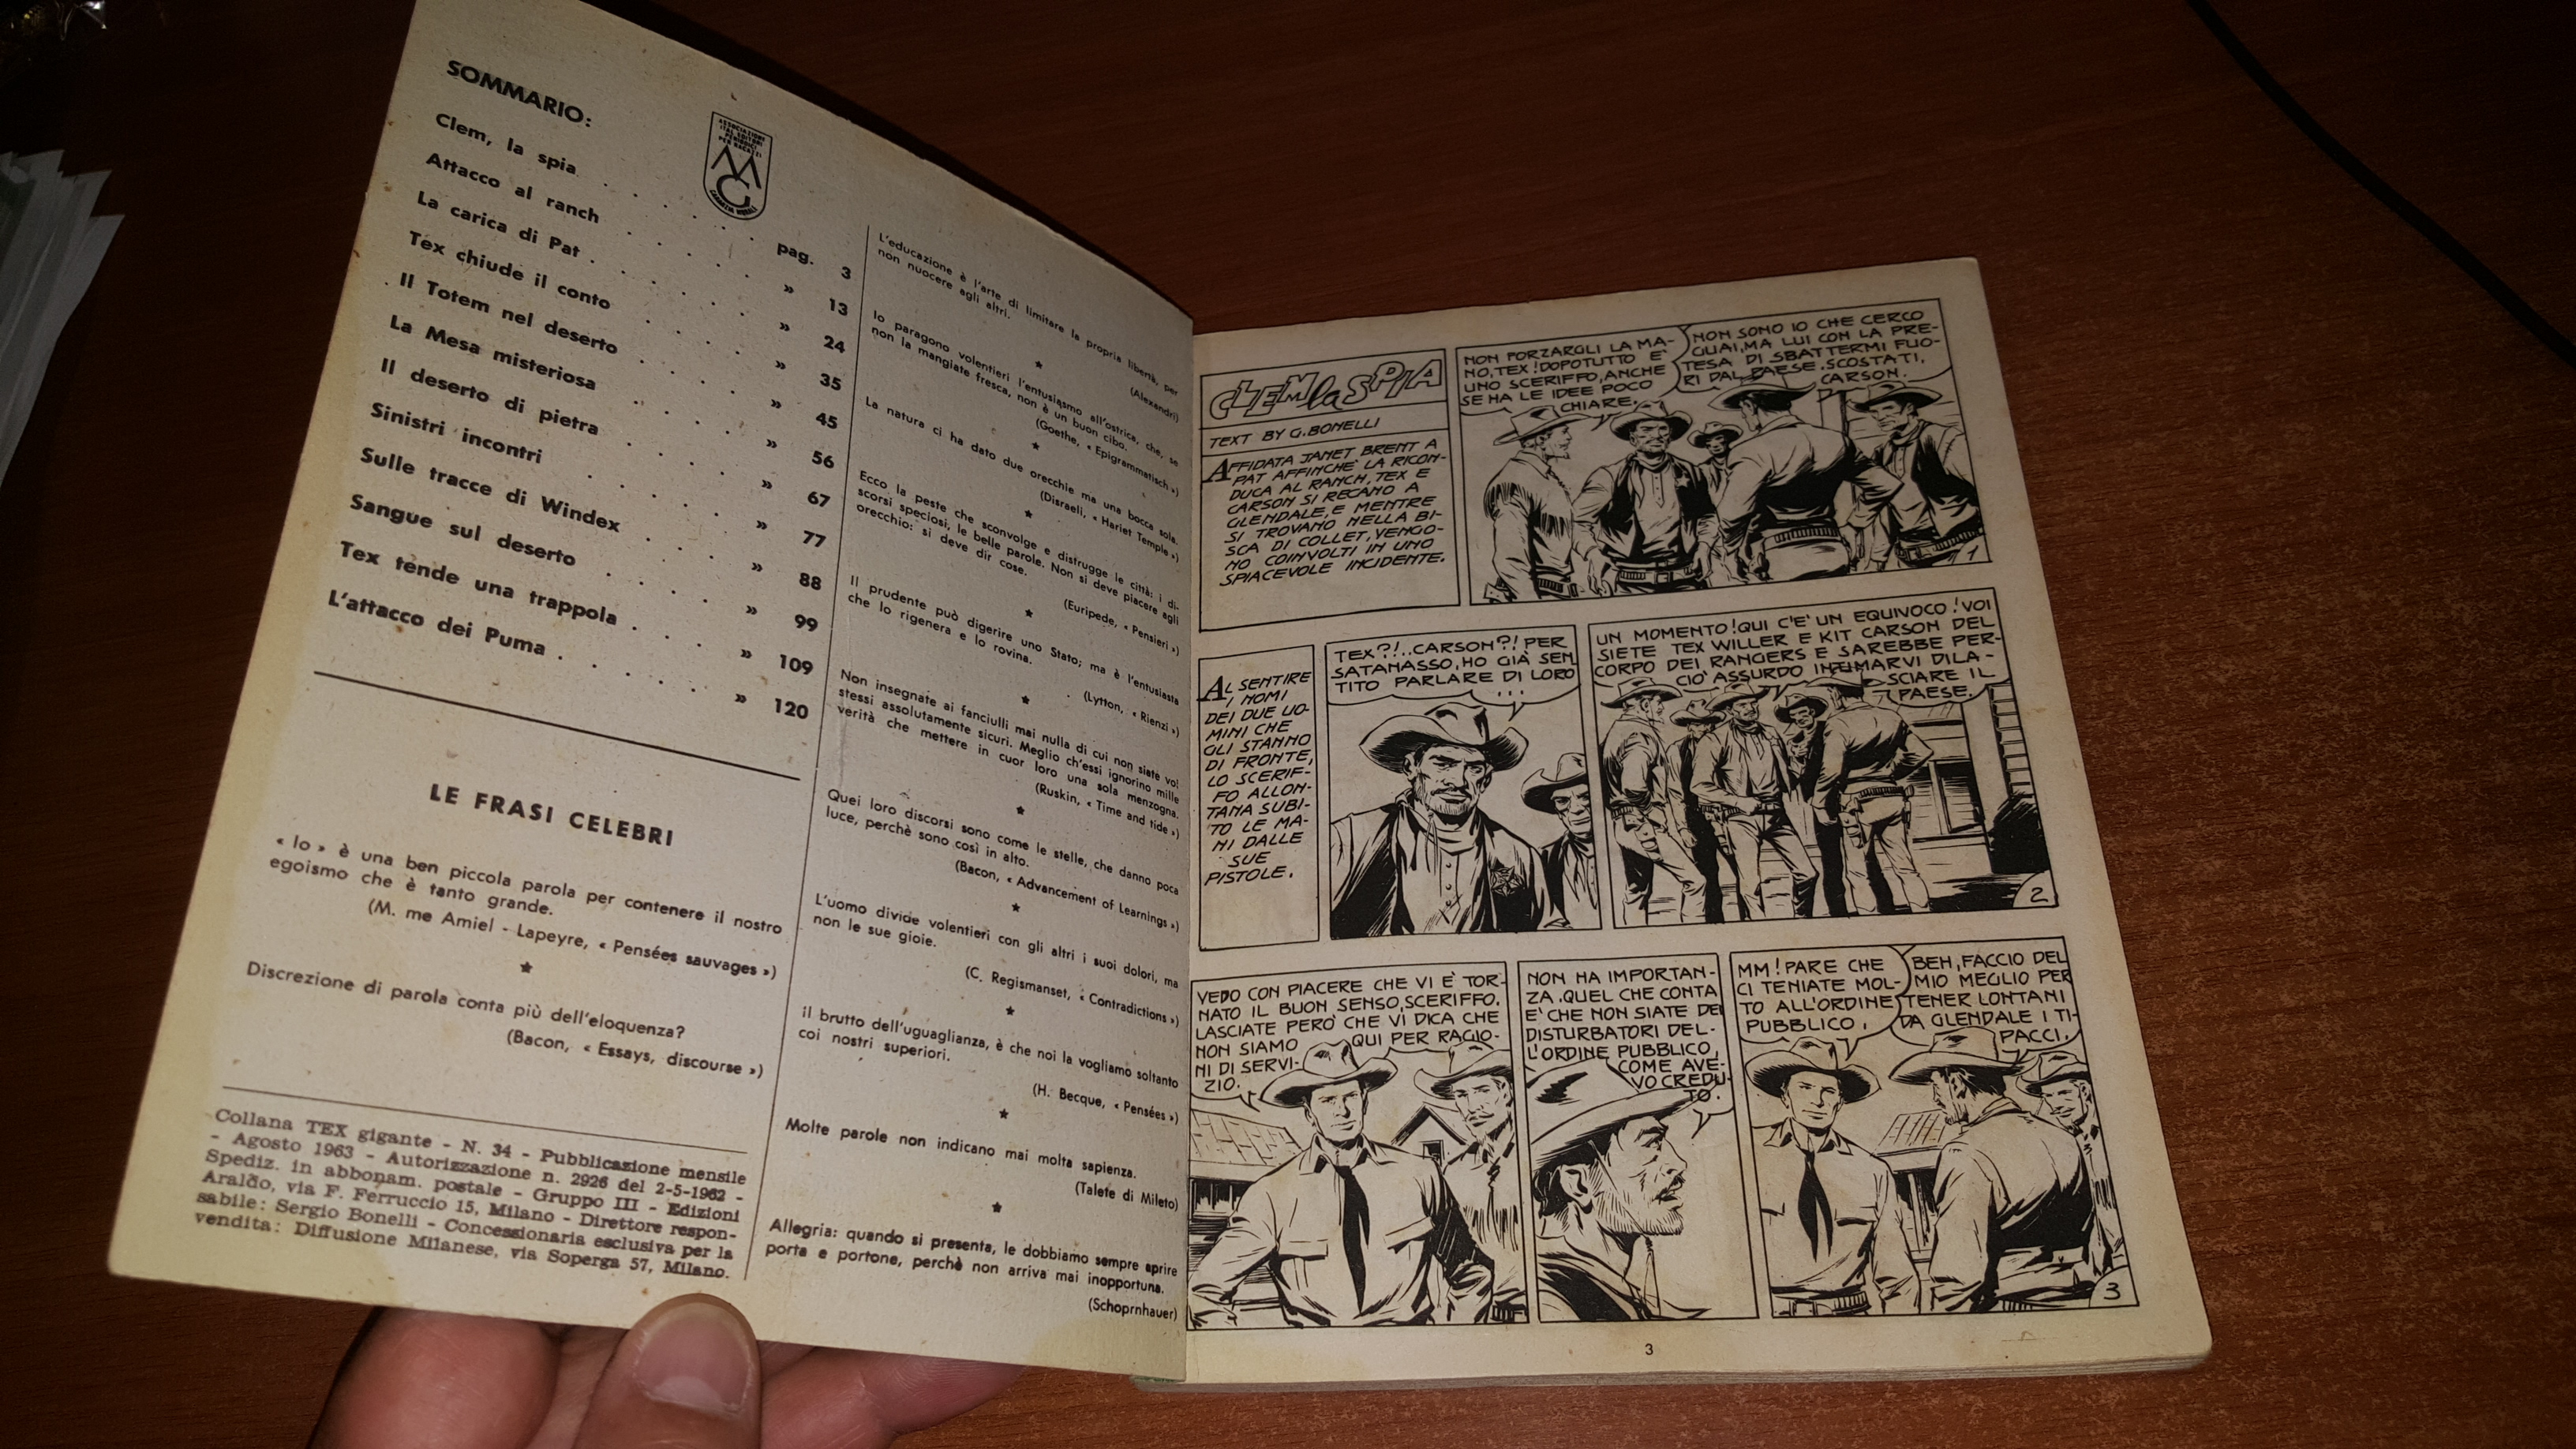 SOMMARIO:
Clem, la spia . . . . . pag. 3
Attacco al ranch . . . . » 13
La carica di Pat . . . . . » 24
Tex chiude il conto . . . . » 35
Il Totem nel deserto . . . . » 45
La Mesa misteriosa . . . . » 56
Il deserto di pietra . . . . » 67
Sinistri incontri . . . . . » 77
Sulle tracce di Windex . . . . » 88
Sangue sul deserto . . . . » 99
Tex tende una trappola . . . . » 109
L'attacco dei Puma . . . . . » 120
ASSOCIAZIONE
ITAL EDITORI
PERIODICI
PER RAGAZZI
MG
GARANZIA MORALE
LE FRASI CELEBRI
« Io » è una ben piccola parola per contenere il nostro
egoismo che è tanto grande.
(M. me Amiel - Lapeyre, « Pensées sauvages »)
★
Discrezione di parola conta più dell'eloquenza?
(Bacon, « Essays, discourse »)
Collana TEX gigante - N. 34 - Pubblicazione mensile
- Agosto 1963 - Autorizzazione n. 2926 del 2-5-1962 -
Spediz. in abbonam. postale - Gruppo III - Edizioni
Araldo, via F. Ferruccio 15, Milano - Direttore respon-
sabile: Sergio Bonelli - Concessionaria esclusiva per la
vendita: Diffusione Milanese, via Soperga 57, Milano.
L'educazione è l'arte di limitare la propria libertà, per
non nuocere agli altri.
(Alexandri)
★
Io paragono volentieri l'entusiasmo all'ostrica, che, se
non la mangiate fresca, non è un buon cibo.
(Goethe, « Epigrammatisch »)
★
La natura ci ha dato due orecchie ma una bocca sola.
(Disraeli, « Hariet Temple »)
★
Ecco la peste che sconvolge e distrugge le città: i di-
scorsi speciosi, le belle parole. Non si deve piacere agli
orecchio: si deve dir cose.
(Euripede, « Pensieri »)
★
Il prudente può digerire uno Stato; ma è l'entusiasta
che lo rigenera e lo rovina.
(Lytton, « Rienzi »)
★
Non insegnate ai fanciulli mai nulla di cui non siate voi
stessi assolutamente sicuri. Meglio ch'essi ignorino mille
verità che mettere in cuor loro una sola menzogna.
(Ruskin, « Time and tide »)
★
Quei loro discorsi sono come le stelle, che danno poca
luce, perchè sono così in alto.
(Bacon, « Advancement of Learnings »)
★
L'uomo divide volentieri con gli altri i suoi dolori, ma
non le sue gioie.
(C. Regismanset, « Contradictions »)
★
il brutto dell'uguaglianza, è che noi la vogliamo soltanto
coi nostri superiori.
(H. Becque, « Pensées »)
★
Molte parole non indicano mai molta sapienza.
(Talete di Mileto)
★
Allegria: quando si presenta, le dobbiamo sempre aprire
porta e portone, perchè non arriva mai inopportuna.
(Schoprnhauer)
CLEM la SPIA
TEXT BY G. BONELLI
AFFIDATA JANET BRENT A
PAT AFFINCHE' LA RICON-
DUCA AL RANCH, TEX E
CARSON SI RECANO A
GLENDALE, E MENTRE
SI TROVANO NELLA BI-
SCA DI COLLET, VENGO-
NO COINVOLTI IN UNO
SPIACEVOLE INCIDENTE.
NON FORZARGLI LA MA-
NO, TEX! DOPOTUTTO E'
UNO SCERIFFO, ANCHE
SE HA LE IDEE POCO
CHIARE.
NON SONO IO CHE CERCO
GUAI, MA LUI CON LA PRE-
TESA DI SBATTERMI FUO-
RI DAL PAESE. SCOSTATI,
CARSON.
1
AL SENTIRE
I NOMI
DEI DUE UO-
MINI CHE
GLI STANNO
DI FRONTE,
LO SCERIF-
FO ALLON-
TANA SUBI-
TO LE MA-
NI DALLE
SUE
PISTOLE.
TEX?!..CARSON?! PER
SATANASSO, HO GIÀ SEN
TITO PARLARE DI LORO
...
UN MOMENTO! QUI C'E' UN EQUIVOCO! VOI
SIETE TEX WILLER E KIT CARSON DEL
CORPO DEI RANGERS E SAREBBE PER-
CIO' ASSURDO INTIMARVI DI LA-
SCIARE IL
PAESE.
2
VEDO CON PIACERE CHE VI È TOR-
NATO IL BUON SENSO, SCERIFFO.
LASCIATE PERO' CHE VI DICA CHE
NON SIAMO QUI PER RAGIO-
NI DI SERVI-
ZIO.
NON HA IMPORTAN-
ZA. QUEL CHE CONTA
E' CHE NON SIATE DEI
DISTURBATORI DEL-
L'ORDINE PUBBLICO,
COME AVE-
VO CREDU-
TO.
MM! PARE CHE
CI TENIATE MOL-
TO ALL'ORDINE
PUBBLICO.
BEH, FACCIO DEL
MIO MEGLIO PER
TENER LONTANI
DA GLENDALE I TI-
PACCI.
3
3